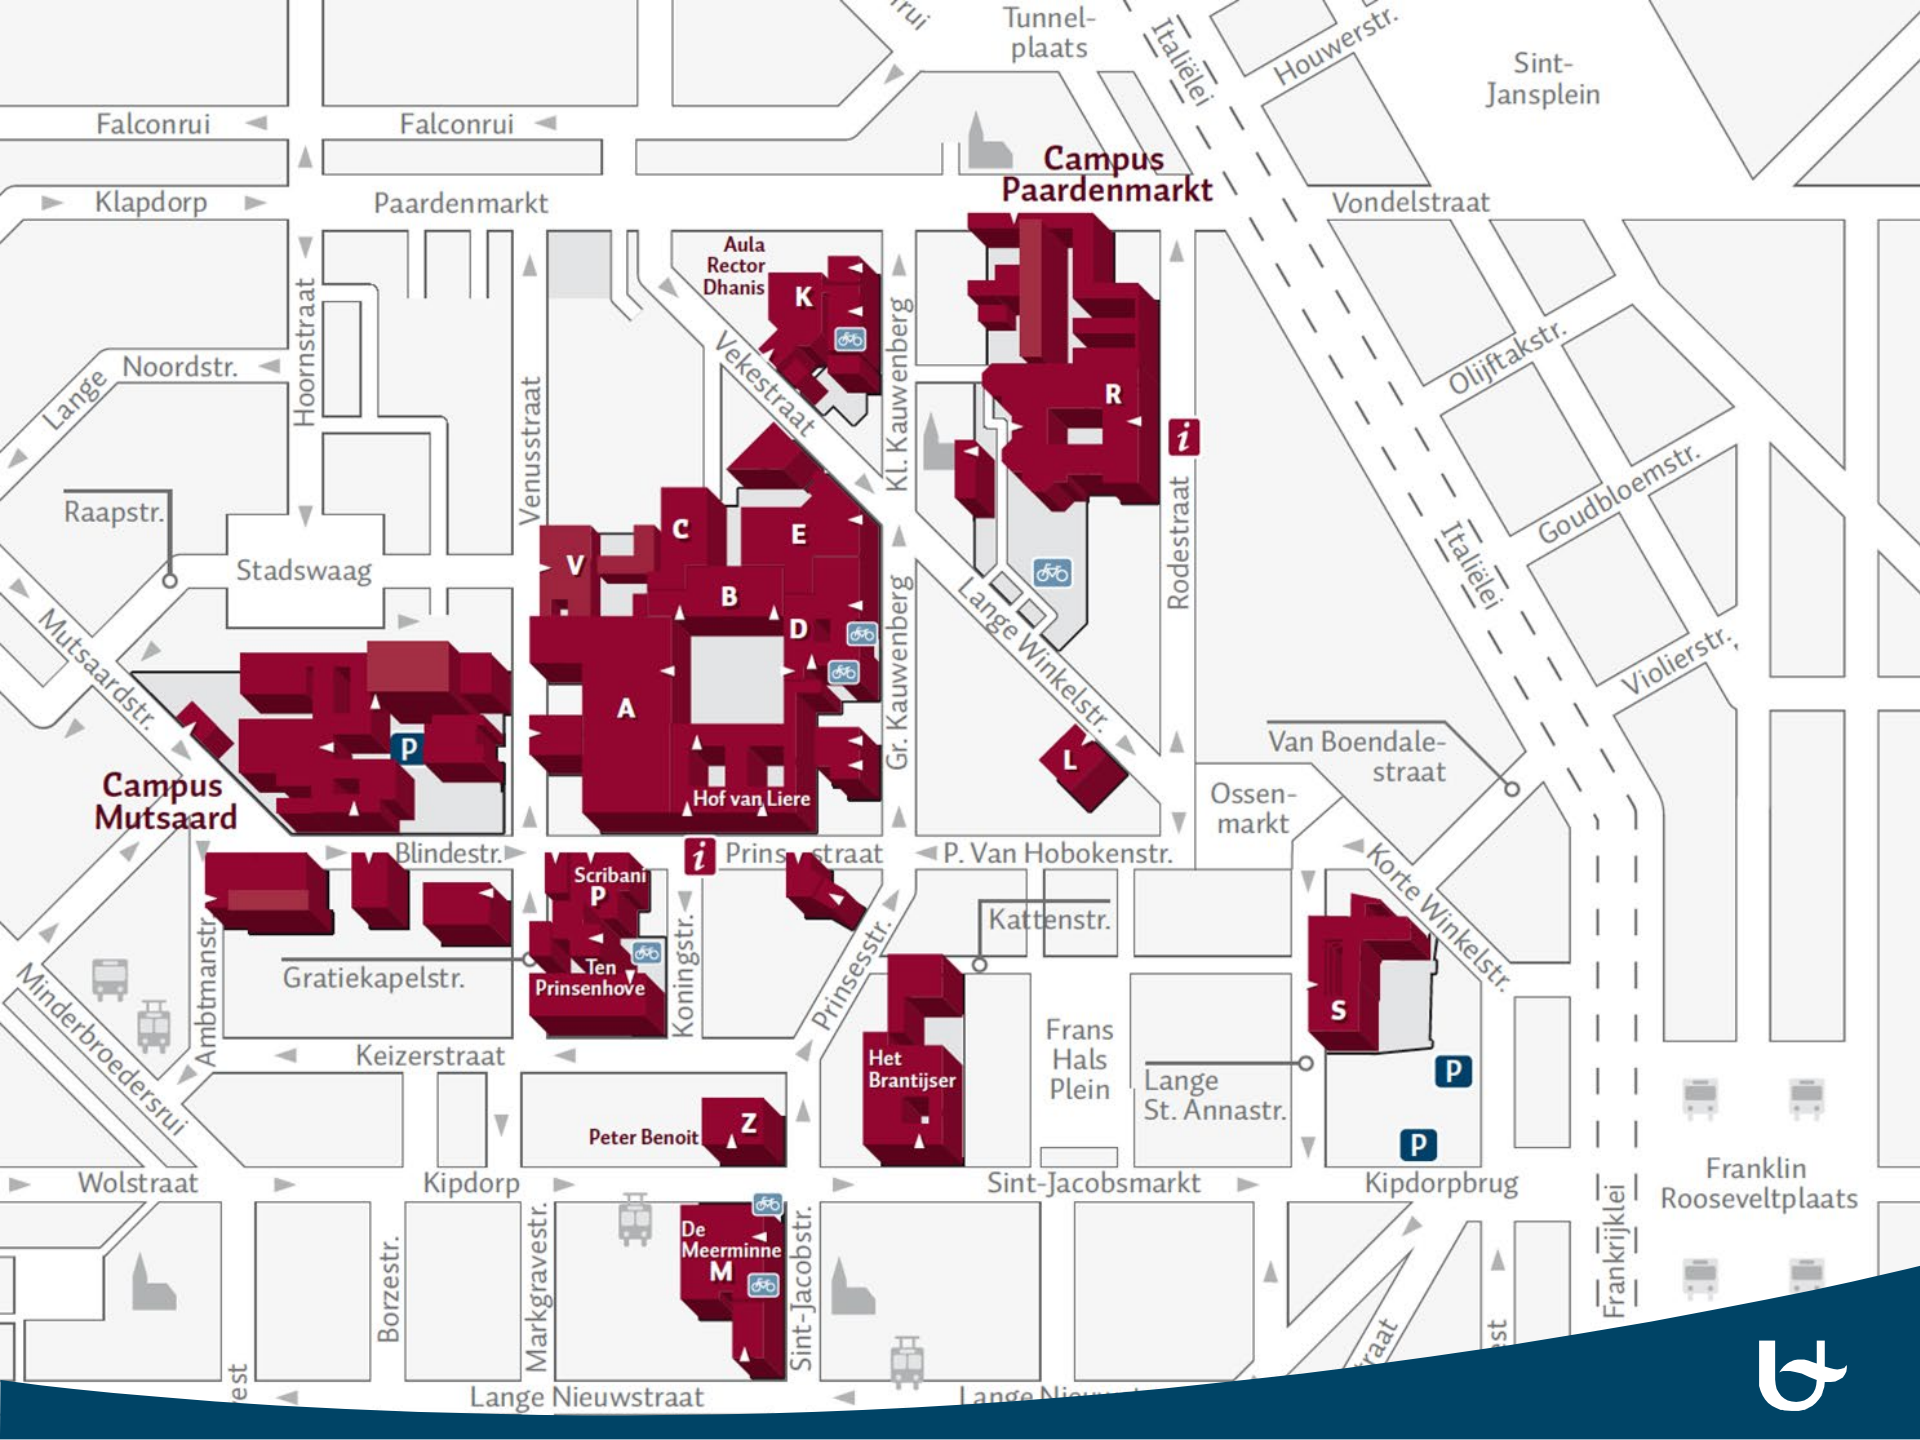 rui
Tunnel-
plaats
Italiëlei
Houwerstr.
Sint-
Jansplein
Falconrui
Falconrui
Campus
Paardenmarkt
Klapdorp
Paardenmarkt
Vondelstraat
Aula
Rector
Dhanis
K
Hoornstraat
Noordstr.
Lange
Venusstraat
Vekestraat
Kl. Kauwenberg
R
i
Olijftakstr.
Raapstr.
Goudbloemstr.
C
E
V
Stadswaag
B
D
Italiëlei
Rodestraat
Lange Winkelstr.
Gr. Kauwenberg
Violierstr.
Mutsaardstr.
A
P
L
Van Boendale-
straat
Campus
Mutsaard
Hof van Liere
Ossen-
markt
Blindestr.
i
Prinsstraat
P. Van Hobokenstr.
Korte Winkelstr.
Scribani
P
Kattenstr.
Ambtmanstr.
Gratiekapelstr.
Ten
Prinsenhove
Koningstr.
Prinsesstr.
Minderbroedersrui
S
Frans
Hals
Plein
Keizerstraat
Het
Brantijser
Lange
St. Annastr.
P
Z
Peter Benoit
P
Wolstraat
Kipdorp
Sint-Jacobsmarkt
Kipdorpbrug
Franklin
Rooseveltplaats
Frankrijklei
De
Meerminne
M
Borzestr.
Markgravestr.
Sint-Jacobstr.
est
straat
est
Lange Nieuwstraat